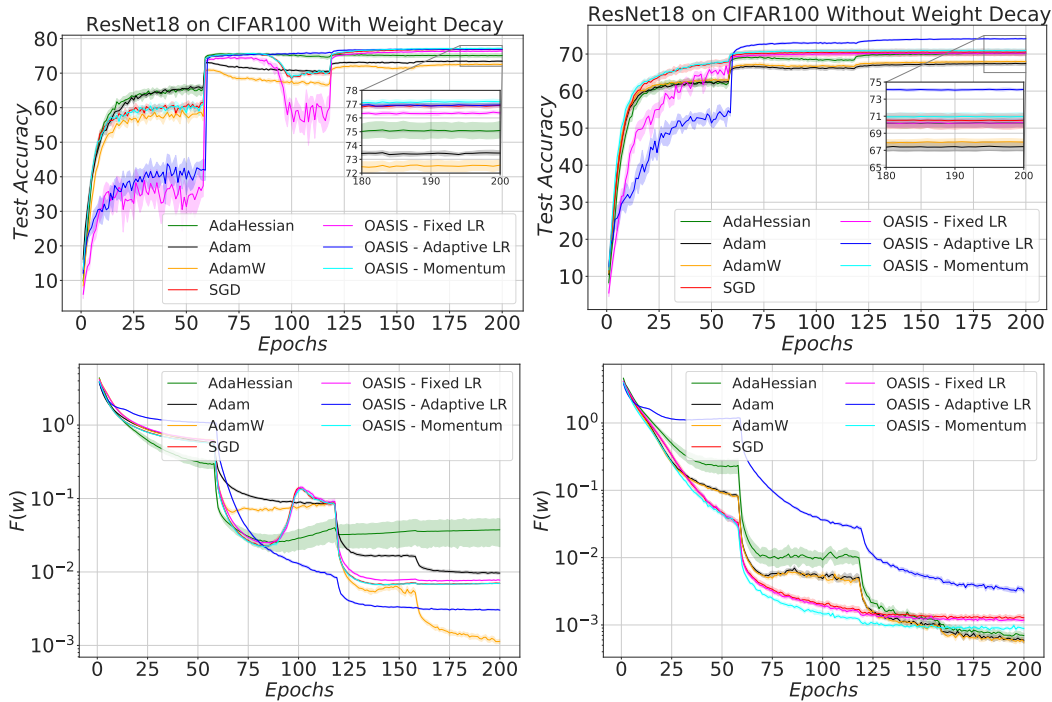 ResNet18 on CIFAR100 With Weight Decay
Test Accuracy
80
70
60
50
40
30
20
10
78
77
76
75
74
73
72
180 190 200
AdaHessian
Adam
AdamW
SGD
OASIS - Fixed LR
OASIS - Adaptive LR
OASIS - Momentum
0 25 50 75 100 125 150 175 200
Epochs
ResNet18 on CIFAR100 Without Weight Decay
Test Accuracy
70
60
50
40
30
20
10
75
73
71
69
67
65
180 190 200
AdaHessian
Adam
AdamW
SGD
OASIS - Fixed LR
OASIS - Adaptive LR
OASIS - Momentum
0 25 50 75 100 125 150 175 200
Epochs
F(w)
10⁰
10⁻¹
10⁻²
10⁻³
AdaHessian
Adam
AdamW
SGD
OASIS - Fixed LR
OASIS - Adaptive LR
OASIS - Momentum
0 25 50 75 100 125 150 175 200
Epochs
F(w)
10⁰
10⁻¹
10⁻²
10⁻³
AdaHessian
Adam
AdamW
SGD
OASIS - Fixed LR
OASIS - Adaptive LR
OASIS - Momentum
0 25 50 75 100 125 150 175 200
Epochs